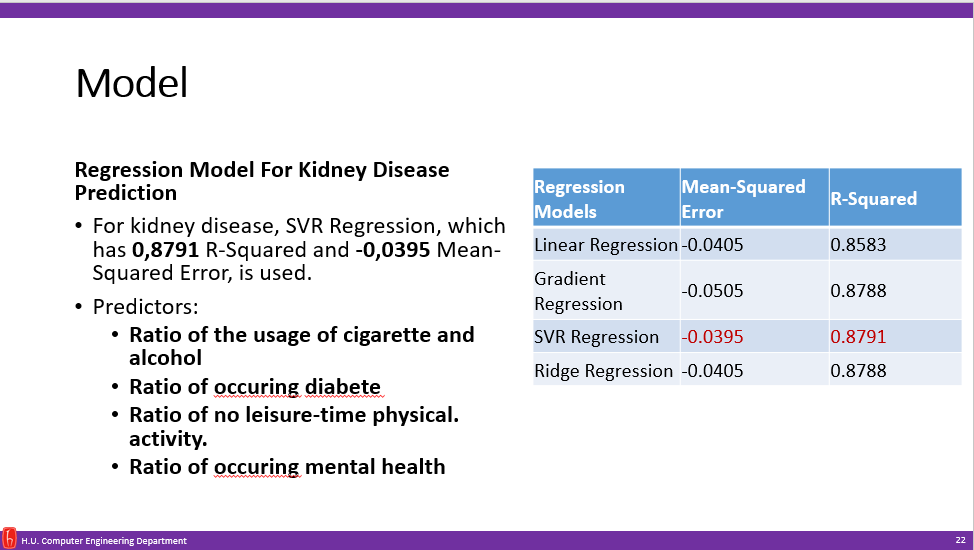 Model
Regression Model For Kidney Disease
Prediction
• For kidney disease, SVR Regression, which
has 0,8791 R-Squared and -0,0395 Mean-
Squared Error, is used.
• Predictors:
• Ratio of the usage of cigarette and
alcohol
• Ratio of occuring diabete
• Ratio of no leisure-time physical.
activity.
• Ratio of occuring mental health
Regression Models Mean-Squared Error R-Squared
Linear Regression -0.0405 0.8583
Gradient Regression -0.0505 0.8788
SVR Regression -0.0395 0.8791
Ridge Regression -0.0405 0.8788
H.U. Computer Engineering Department
22